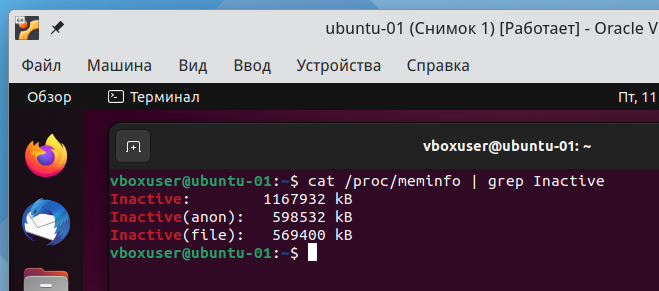 ubuntu-01 (Снимок 1) [Работает] - Oracle V
Файл Машина Вид Ввод Устройства Справка
Обзор Терминал Пт, 11
vboxuser@ubuntu-01: ~
vboxuser@ubuntu-01:~$ cat /proc/meminfo | grep Inactive
Inactive:        1167932 kB
Inactive(anon):   598532 kB
Inactive(file):   569400 kB
vboxuser@ubuntu-01:~$